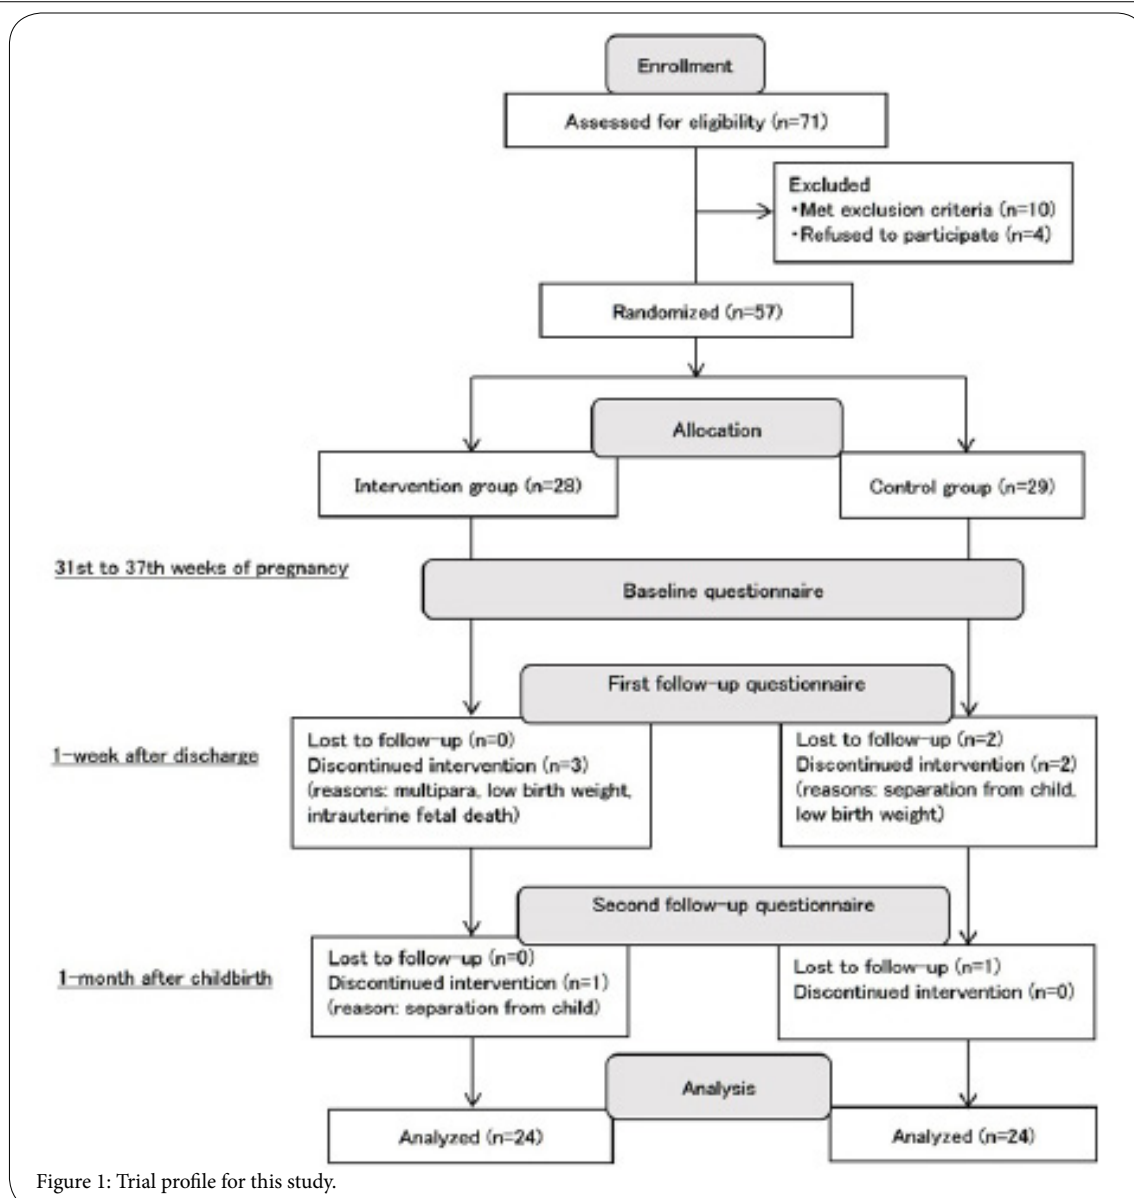 Enrollment
Assessed for eligibility (n=71)
Excluded
・Met exclusion criteria (n=10)
・Refused to participate (n=4)
Randomized (n=57)
Allocation
Intervention group (n=28)
Control group (n=29)
31st to 37th weeks of pregnancy
Baseline questionnaire
First follow-up questionnaire
1-week after discharge
Lost to follow-up (n=0)
Discontinued intervention (n=3)
(reasons: multipara, low birth weight,
intrauterine fetal death)
Lost to follow-up (n=2)
Discontinued intervention (n=2)
(reasons: separation from child,
low birth weight)
Second follow-up questionnaire
1-month after childbirth
Lost to follow-up (n=0)
Discontinued intervention (n=1)
(reason: separation from child)
Lost to follow-up (n=1)
Discontinued intervention (n=0)
Analysis
Analyzed (n=24)
Analyzed (n=24)
Figure 1: Trial profile for this study.